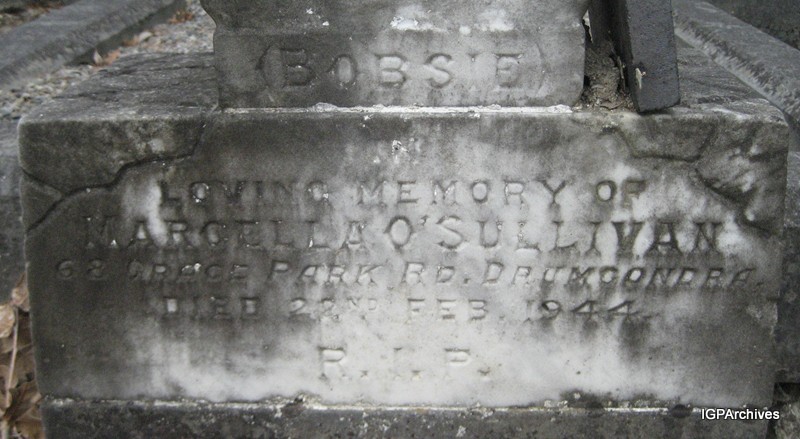 (BOBSIE)
IN
LOVING MEMORY OF
MARCELLA O'SULLIVAN
62 GRACE PARK RD. DRUMCONDRA.
DIED 22ND FEB. 1944.
R.I.P.
IGPArchives